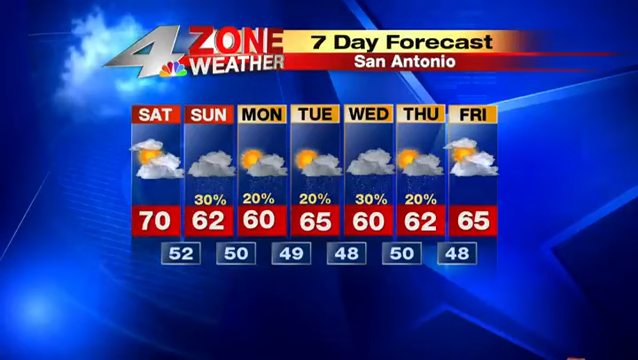 4 ZONE WEATHER
7 Day Forecast
San Antonio
SAT SUN MON TUE WED THU FRI
30% 20% 20% 30% 20%
70 62 60 65 60 62 65
52 50 49 48 50 48